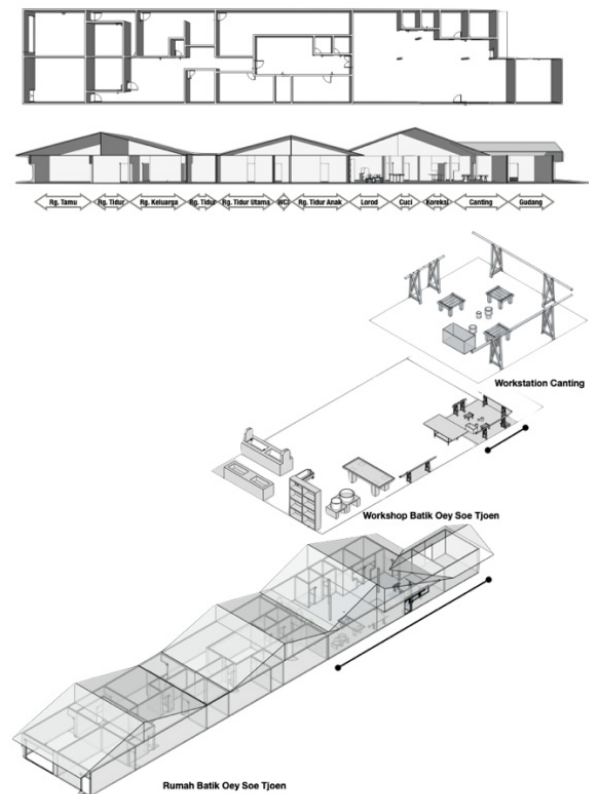 Rg. Tamu
Rg. Tidur
Rg. Keluarga
Rg. Tidur
Rg. Tidur Utama
WC
Rg. Tidur Anak
Lorod
Cuci
Koreksi
Canting
Gudang
Workstation Canting
Workshop Batik Oey Soe Tjoen
Rumah Batik Oey Soe Tjoen